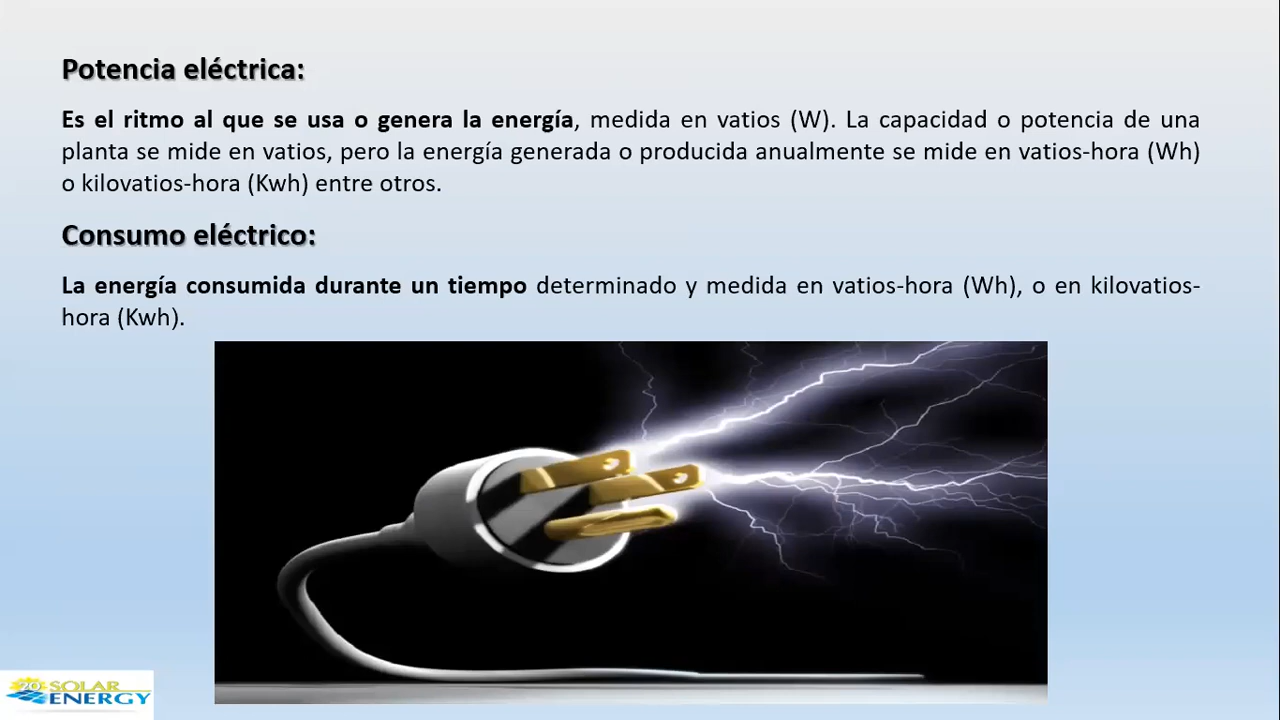 Potencia eléctrica:
Es el ritmo al que se usa o genera la energía, medida en vatios (W). La capacidad o potencia de una
planta se mide en vatios, pero la energía generada o producida anualmente se mide en vatios-hora (Wh)
o kilovatios-hora (Kwh) entre otros.
Consumo eléctrico:
La energía consumida durante un tiempo determinado y medida en vatios-hora (Wh), o en kilovatios-
hora (Kwh).
20 SOLAR
ENERGY